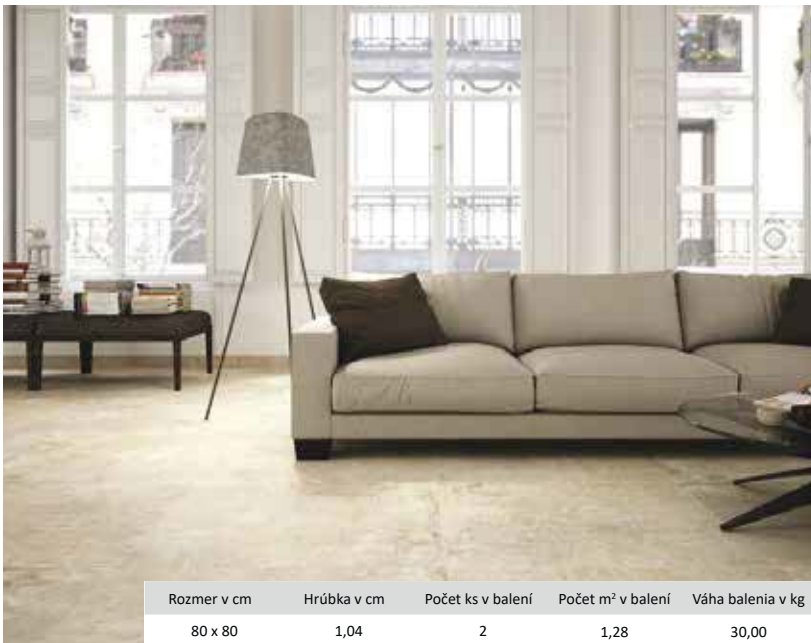 Rozmer v cm Hrúbka v cm Počet ks v balení Počet m² v balení Váha balenia v kg
80 x 80 1,04 2 1,28 30,00